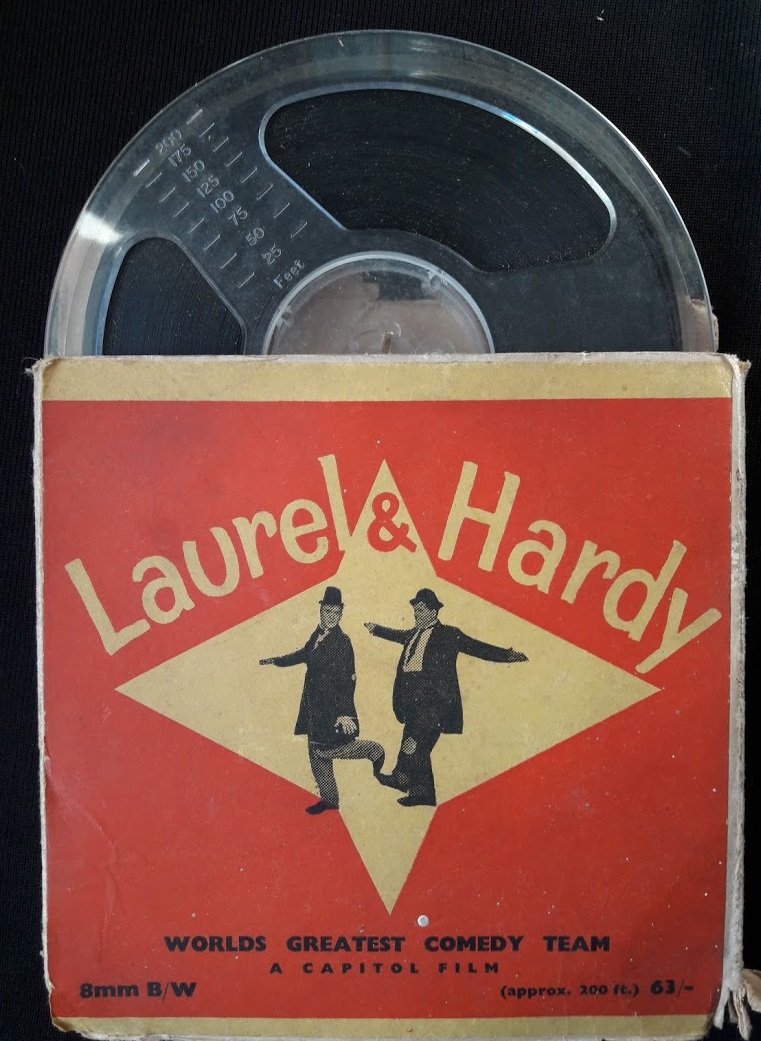 200
175
150
125
100
75
50
25
Feet
Laurel & Hardy
WORLDS GREATEST COMEDY TEAM
A CAPITOL FILM
8mm B/W (approx. 200 ft.) 63/-